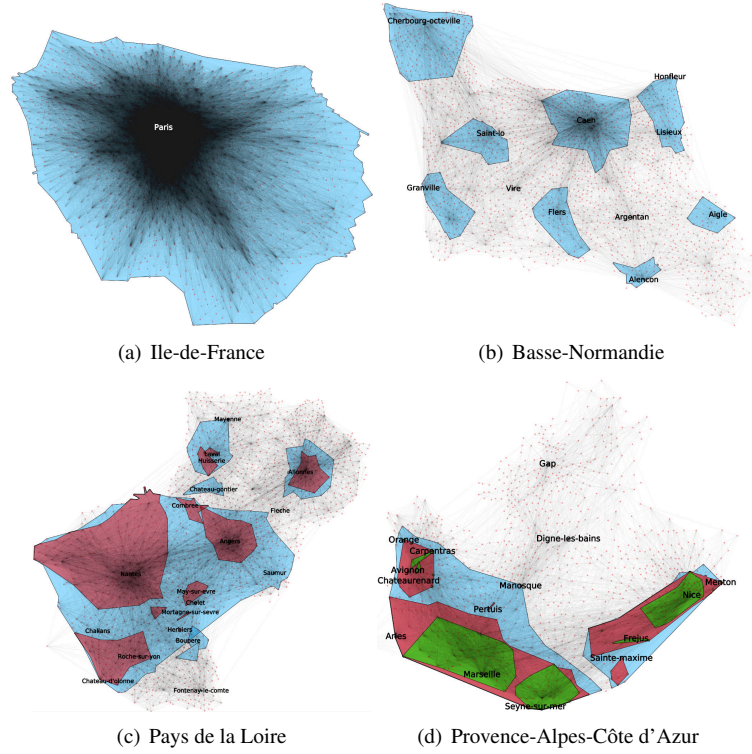 Paris
(a) Ile-de-France
Cherbourg-octeville
Honfleur
Caen
Saint-lo
Lisieux
Granville
Vire
Flers
Argentan
Aigle
Alencon
(b) Basse-Normandie
Mayenne
Laval
Huisserie
Allonnes
Chateau-gontier
Combree
Fleche
Angers
Nantes
Saumur
May-sur-evre
Cholet
Mortagne-sur-sevre
Challans
Herbiers
Boupere
Roche-sur-yon
Chateau-d'olonne
Fontenay-le-comte
(c) Pays de la Loire
Gap
Orange
Digne-les-bains
Carpentras
Avignon
Chateaurenard
Manosque
Menton
Nice
Pertuis
Arles
Frejus
Sainte-maxime
Marseille
Seyne-sur-mer
(d) Provence-Alpes-Côte d'Azur